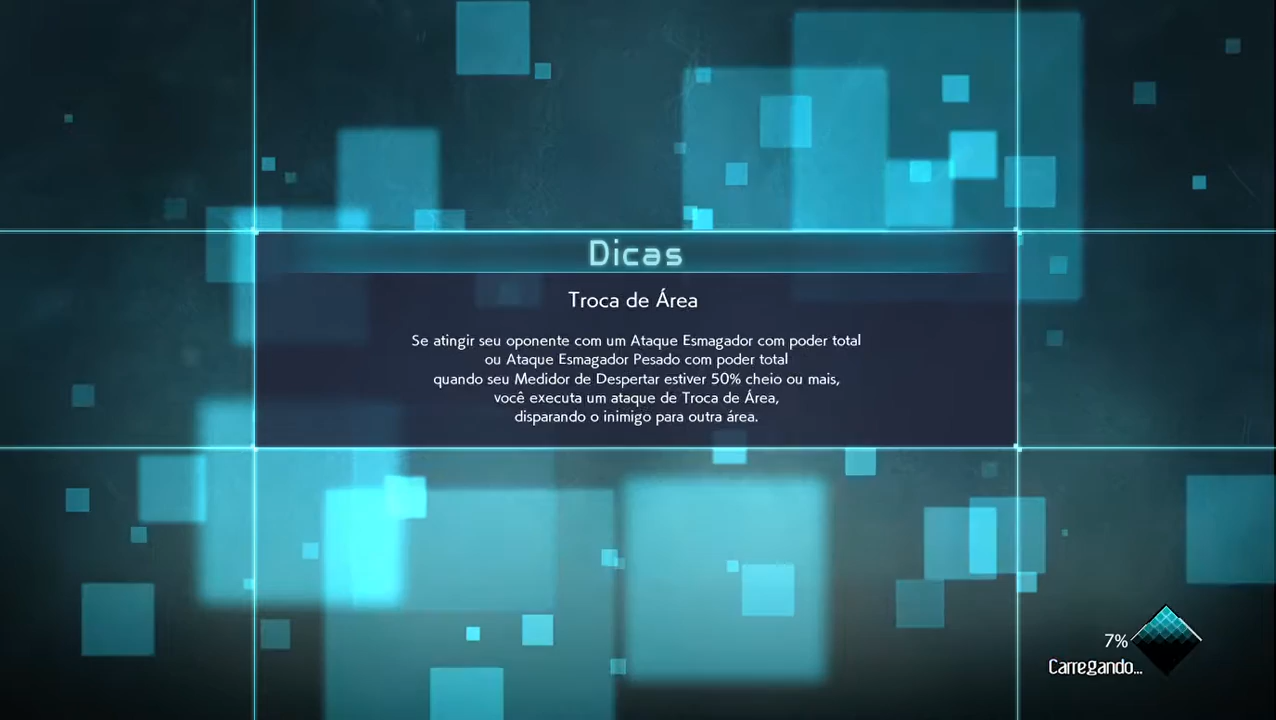 Dicas
Troca de Área
Se atingir seu oponente com um Ataque Esmagador com poder total
ou Ataque Esmagador Pesado com poder total
quando seu Medidor de Despertar estiver 50% cheio ou mais,
você executa um ataque de Troca de Área,
disparando o inimigo para outra área.
7%
Carregando...